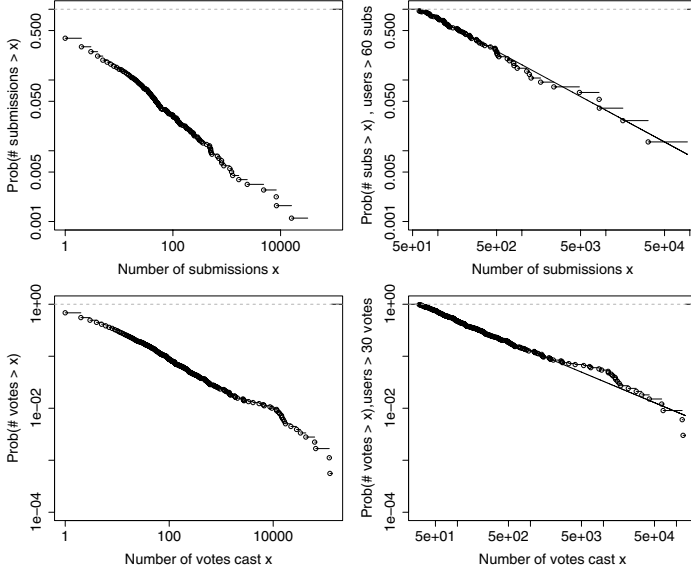 Prob(# submissions > x)
0.500
0.050
0.005
0.001
1
100
10000
Number of submissions x
Prob(# subs > x) , users > 60 subs
0.500
0.050
0.005
0.001
5e+01
5e+02
5e+03
5e+04
Number of submissions x
Prob(# votes > x)
1e+00
1e-02
1e-04
1
100
10000
Number of votes cast x
Prob(# votes > x),users > 30 votes
1e+00
1e-02
1e-04
5e+01
5e+02
5e+03
5e+04
Number of votes cast x